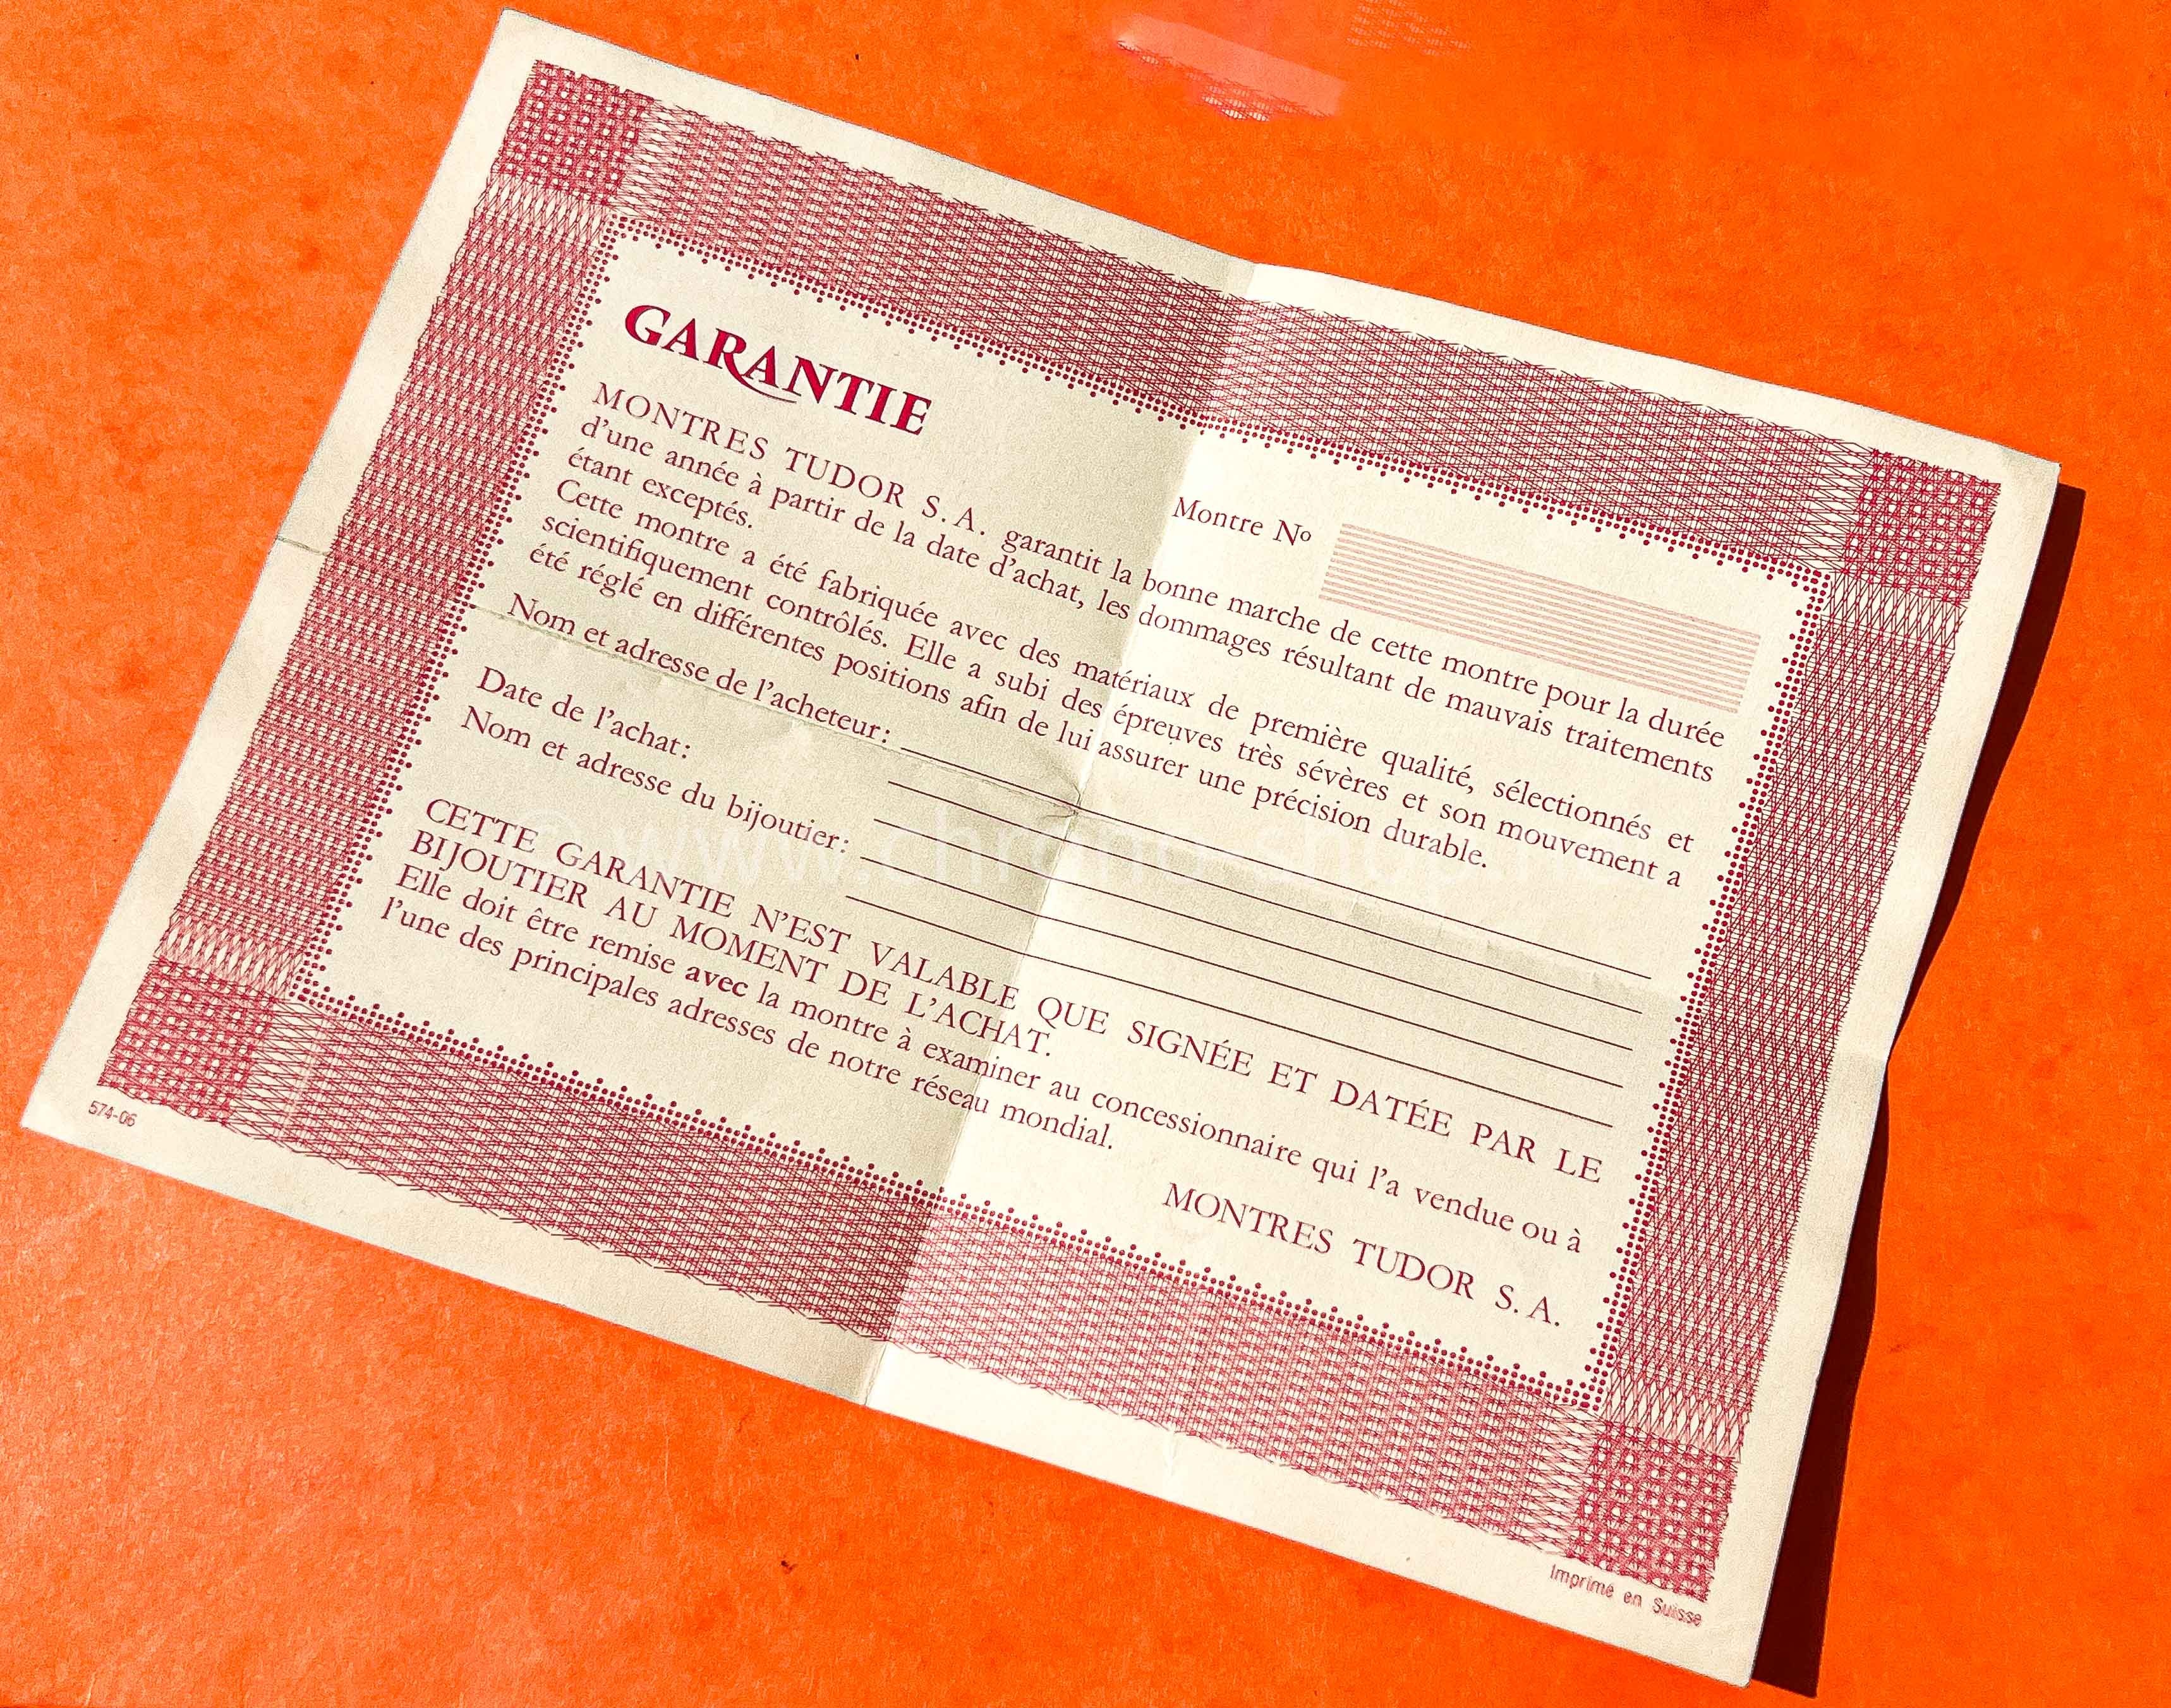 GARANTIE
Montre No
MONTRES TUDOR S. A. garantit la bonne marche de cette montre pour la durée
d'une année à partir de la date d'achat, les dommages résultant de mauvais traitements
étant exceptés.
Cette montre a été fabriquée avec des matériaux de première qualité, sélectionnés et
scientifiquement contrôlés. Elle a subi des épreuves très sévères et son mouvement a
été réglé en différentes positions afin de lui assurer une précision durable.
Nom et adresse de l'acheteur:
Date de l'achat:
Nom et adresse du bijoutier:
CETTE GARANTIE N'EST VALABLE QUE SIGNÉE ET DATÉE PAR LE
BIJOUTIER AU MOMENT DE L'ACHAT.
Elle doit être remise avec la montre à examiner au concessionnaire qui l'a vendue ou à
l'une des principales adresses de notre réseau mondial.
MONTRES TUDOR S. A.
574-06
Imprimé en Suisse